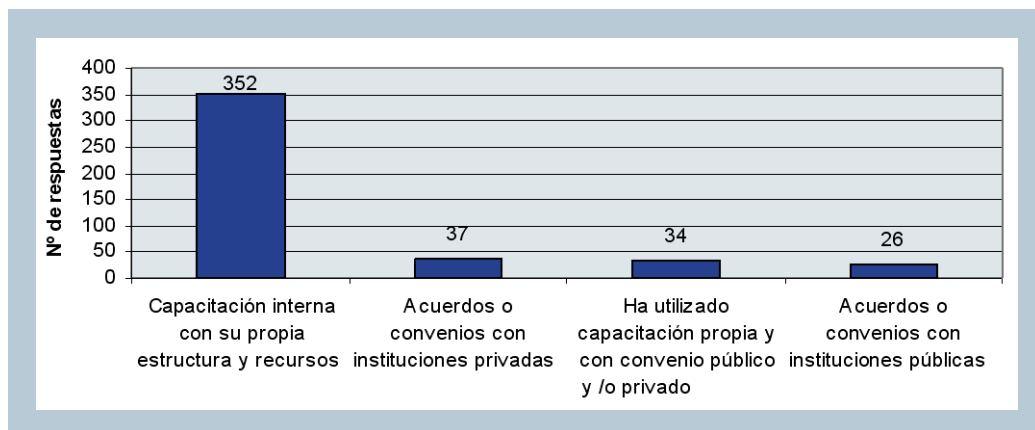 Nº de respuestas
400
350
300
250
200
150
100
50
0
352
37
34
26
Capacitación interna
con su propia
estructura y recursos
Acuerdos o
convenios con
instituciones privadas
Ha utilizado
capacitación propia y
con convenio público
y /o privado
Acuerdos o
convenios con
instituciones públicas